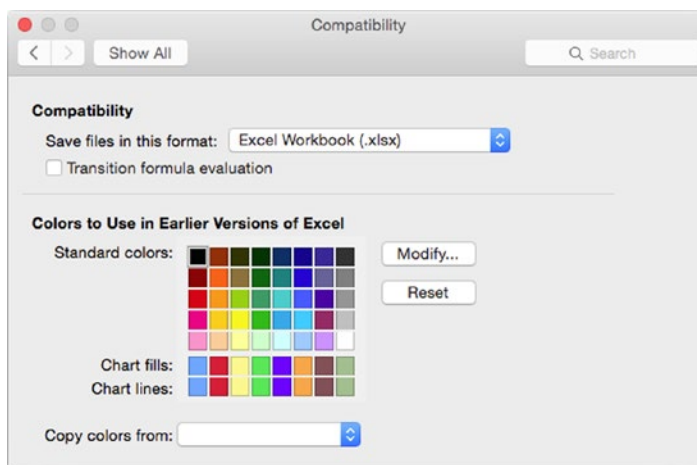 Compatibility
Show All
Search
Compatibility
Save files in this format: Excel Workbook (.xlsx)
Transition formula evaluation
Colors to Use in Earlier Versions of Excel
Standard colors:
Modify...
Reset
Chart fills:
Chart lines:
Copy colors from: